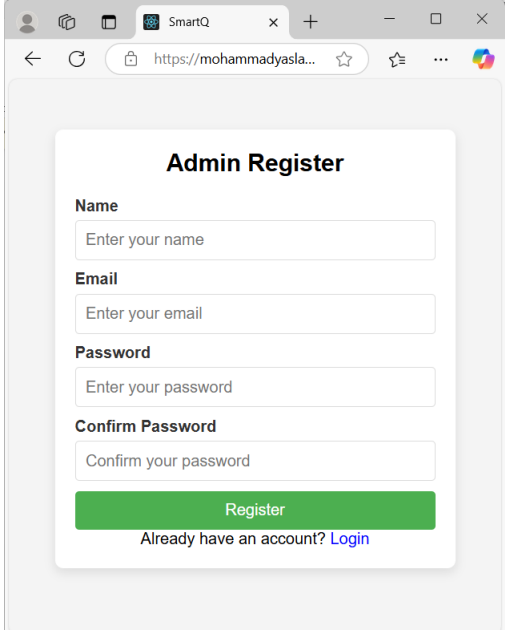 SmartQ
https://mohammadyasla...
Admin Register
Name
Enter your name
Email
Enter your email
Password
Enter your password
Confirm Password
Confirm your password
Register
Already have an account? Login